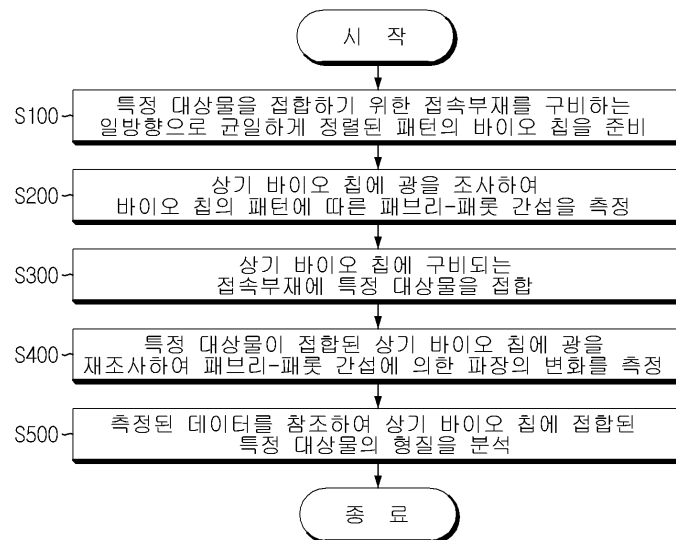 시 작
S100
특정 대상물을 접합하기 위한 접속부재를 구비하는
일방향으로 균일하게 정렬된 패턴의 바이오 칩을 준비
S200
상기 바이오 칩에 광을 조사하여
바이오 칩의 패턴에 따른 패브리-패롯 간섭을 측정
S300
상기 바이오 칩에 구비되는
접속부재에 특정 대상물을 접합
S400
특정 대상물이 접합된 상기 바이오 칩에 광을
재조사하여 패브리-패롯 간섭에 의한 파장의 변화를 측정
S500
측정된 데이터를 참조하여 상기 바이오 칩에 접합된
특정 대상물의 형질을 분석
종 료